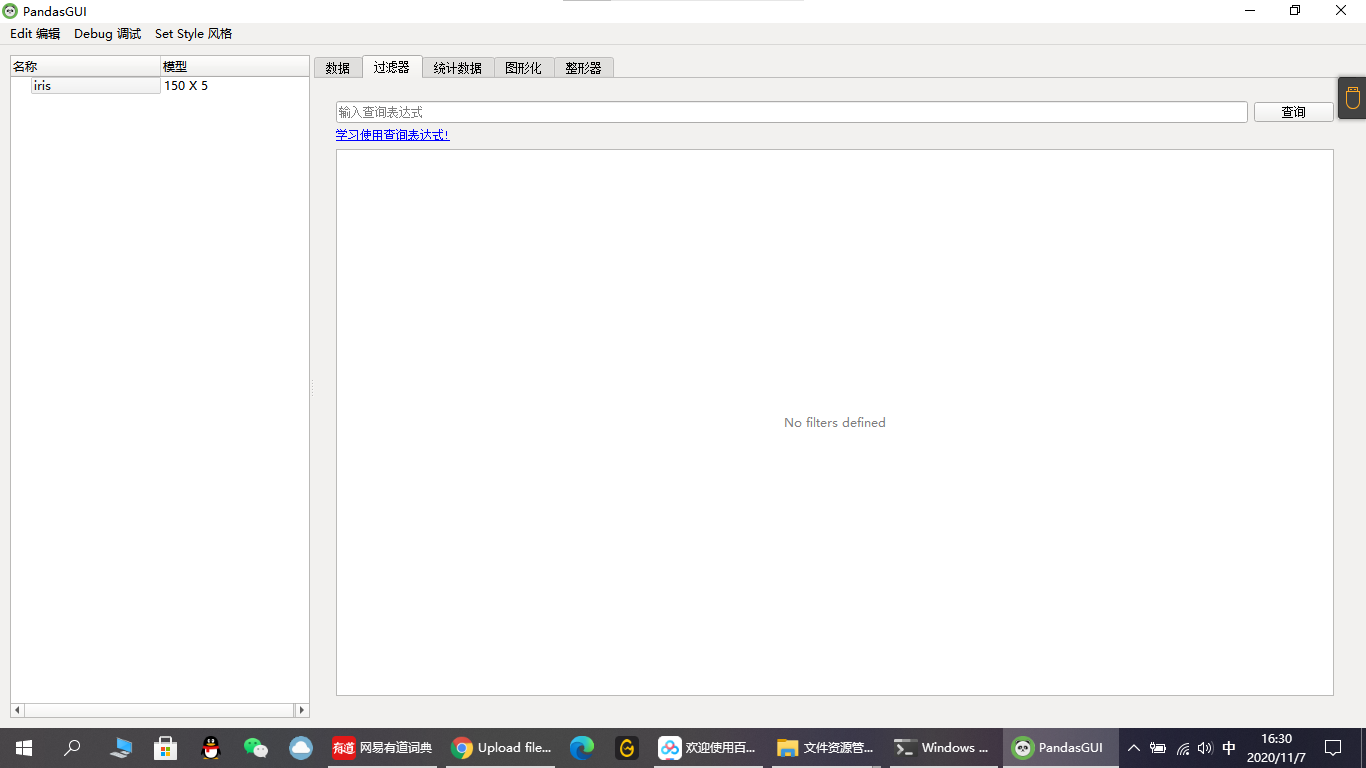 PandasGUI
Edit 编辑 Debug 调试 Set Style 风格
名称 模型
iris 150 X 5
数据 过滤器 统计数据 图形化 整形器
输入查询表达式 查询
学习使用查询表达式!
No filters defined
网易有道词典 Upload file... 欢迎使用百... 文件资源管... Windows ... PandasGUI 中 16:30
2020/11/7